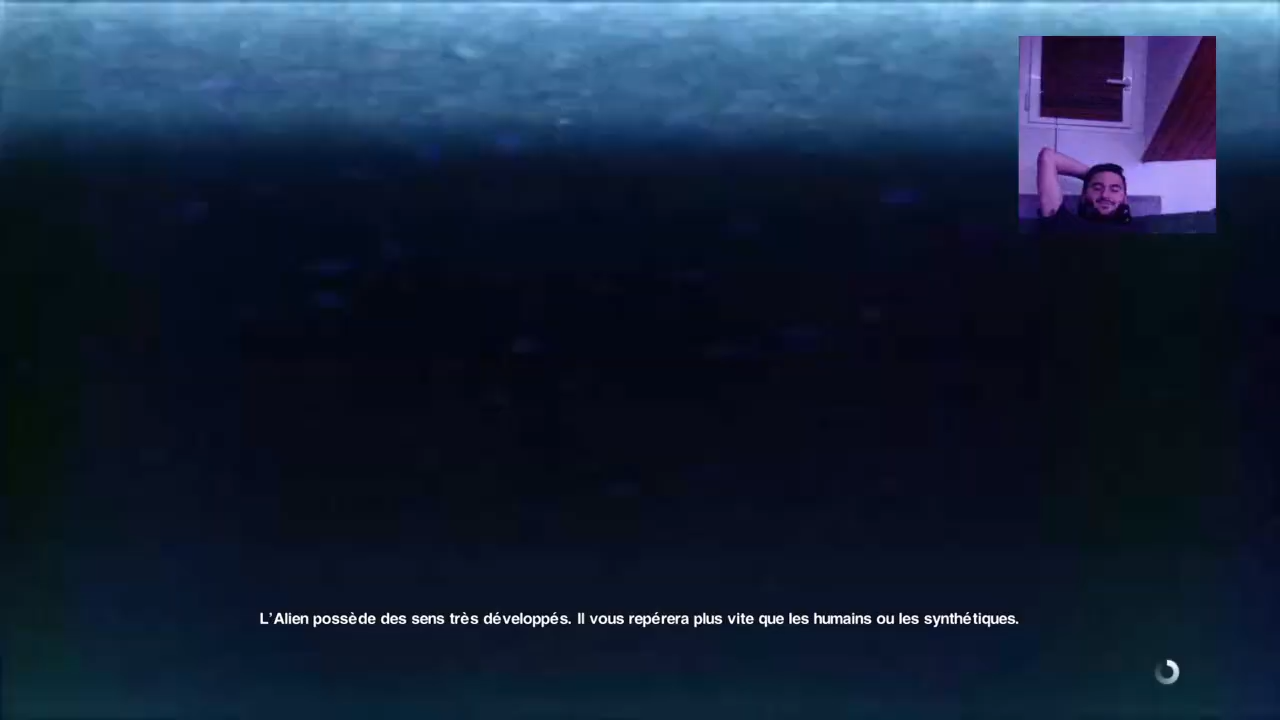 L’Alien possède des sens très développés. Il vous repérera plus vite que les humains ou les synthétiques.